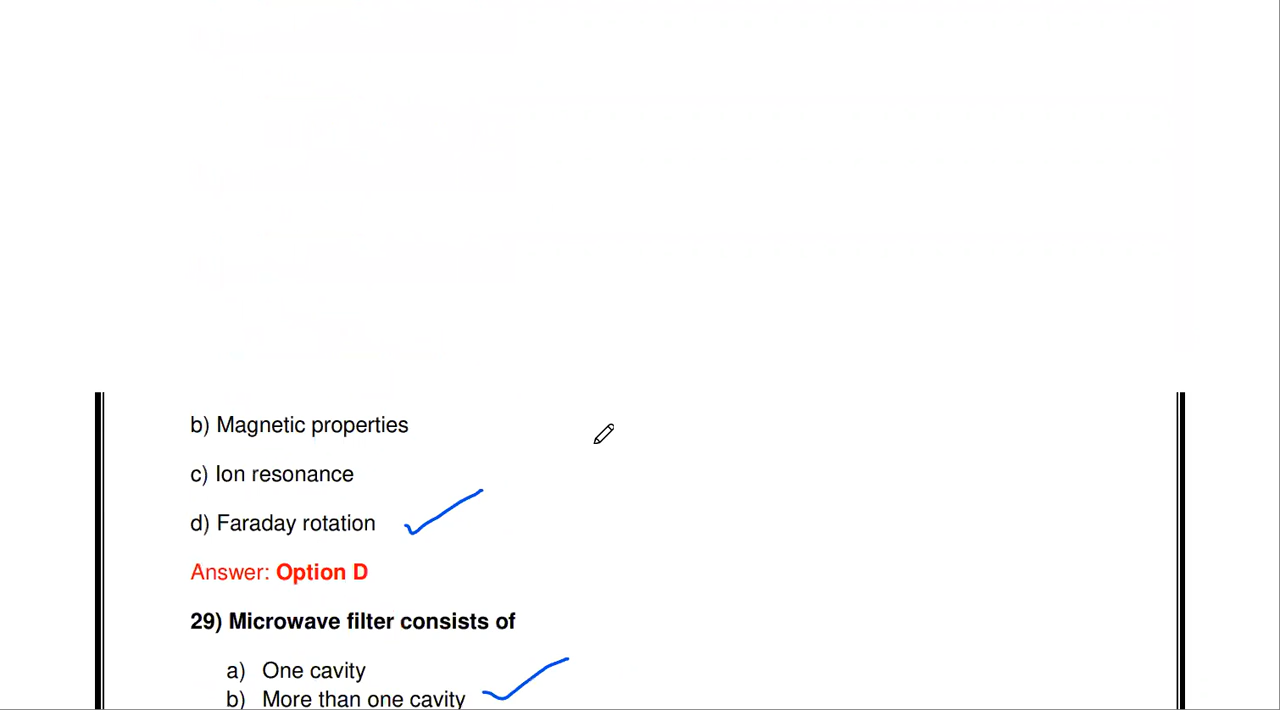 b) Magnetic properties
c) Ion resonance
d) Faraday rotation
Answer: Option D
29) Microwave filter consists of
a) One cavity
b) More than one cavity